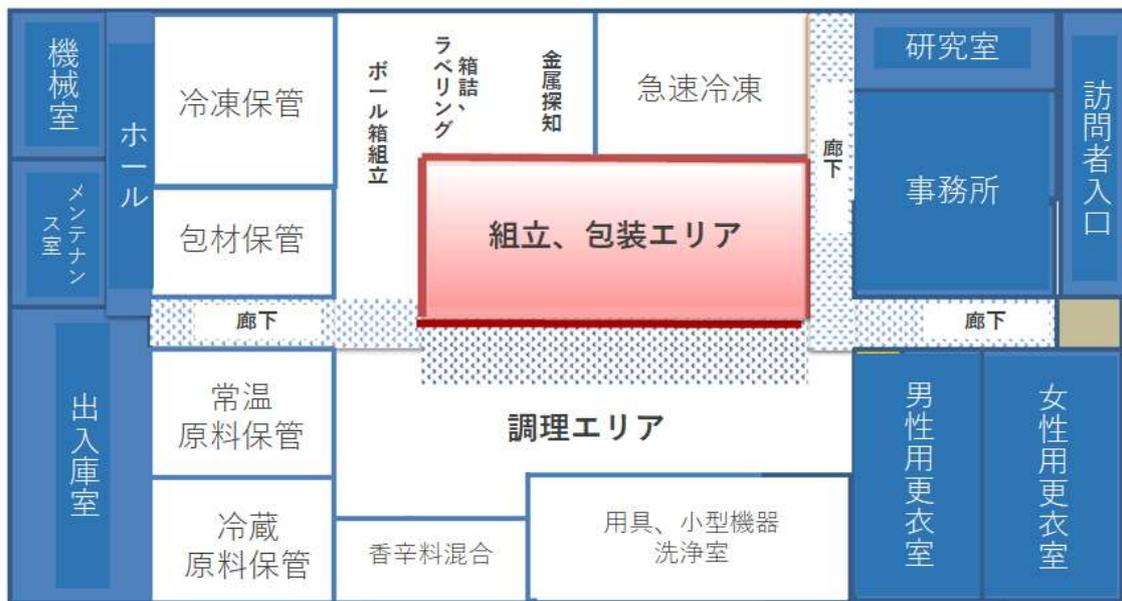 機械室
メンテナン
ス室
出入庫室
ホール
冷凍保管
包材保管
廊下
常温
原料保管
冷蔵
原料保管
ボール箱組立
箱詰、
ラベリング
金属探知
急速冷凍
組立、包装エリア
調理エリア
香辛料混合
用具、小型機器
洗浄室
廊下
研究室
事務所
訪問者入口
廊下
男性用更衣室
女性用更衣室